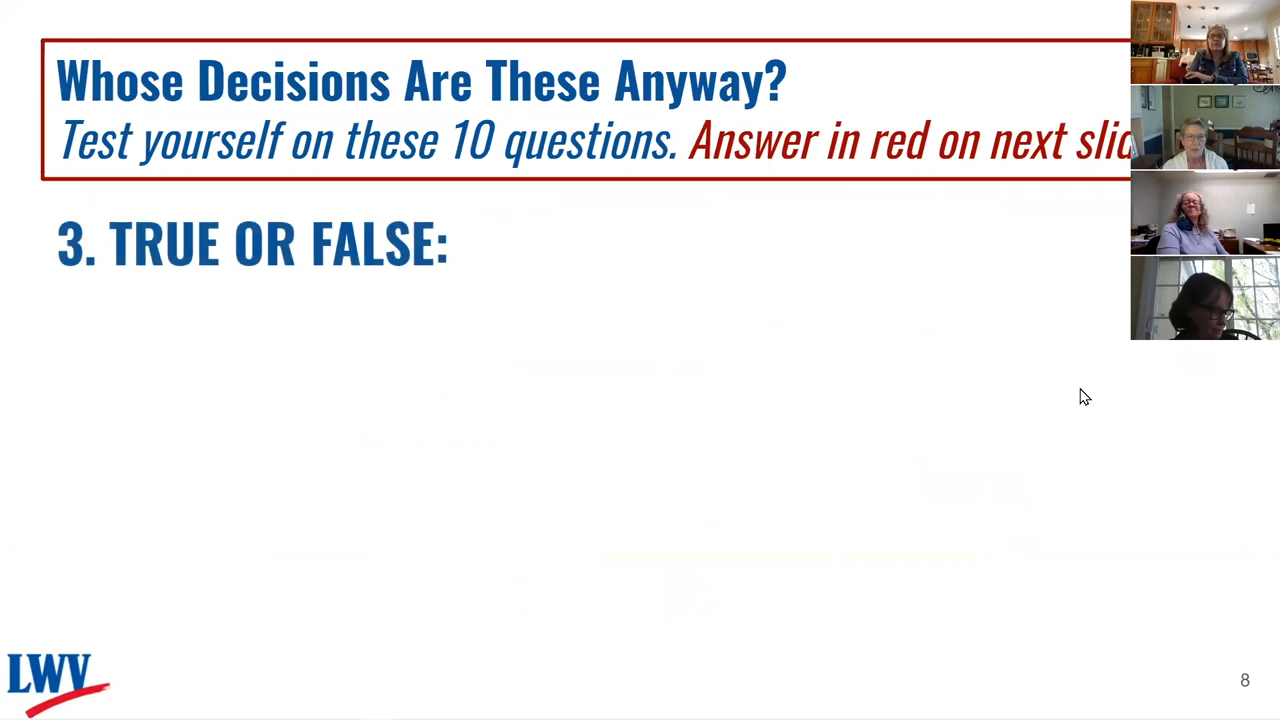 Whose Decisions Are These Anyway?
Test yourself on these 10 questions. Answer in red on next
3. TRUE OR FALSE:
LWV
8